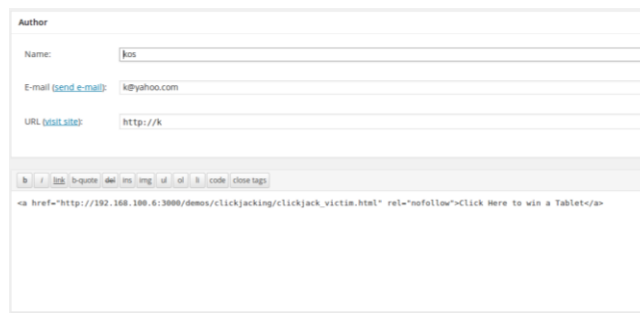 Author
Name: kos
E-mail (send e-mail): k@yahoo.com
URL (visit site): http://k
b i link b-quote del ins img ul ol li code close tags
<a href="http://192.168.100.6:3000/demos/clickjacking/clickjack_victim.html" rel="nofollow">Click Here to win a Tablet</a>